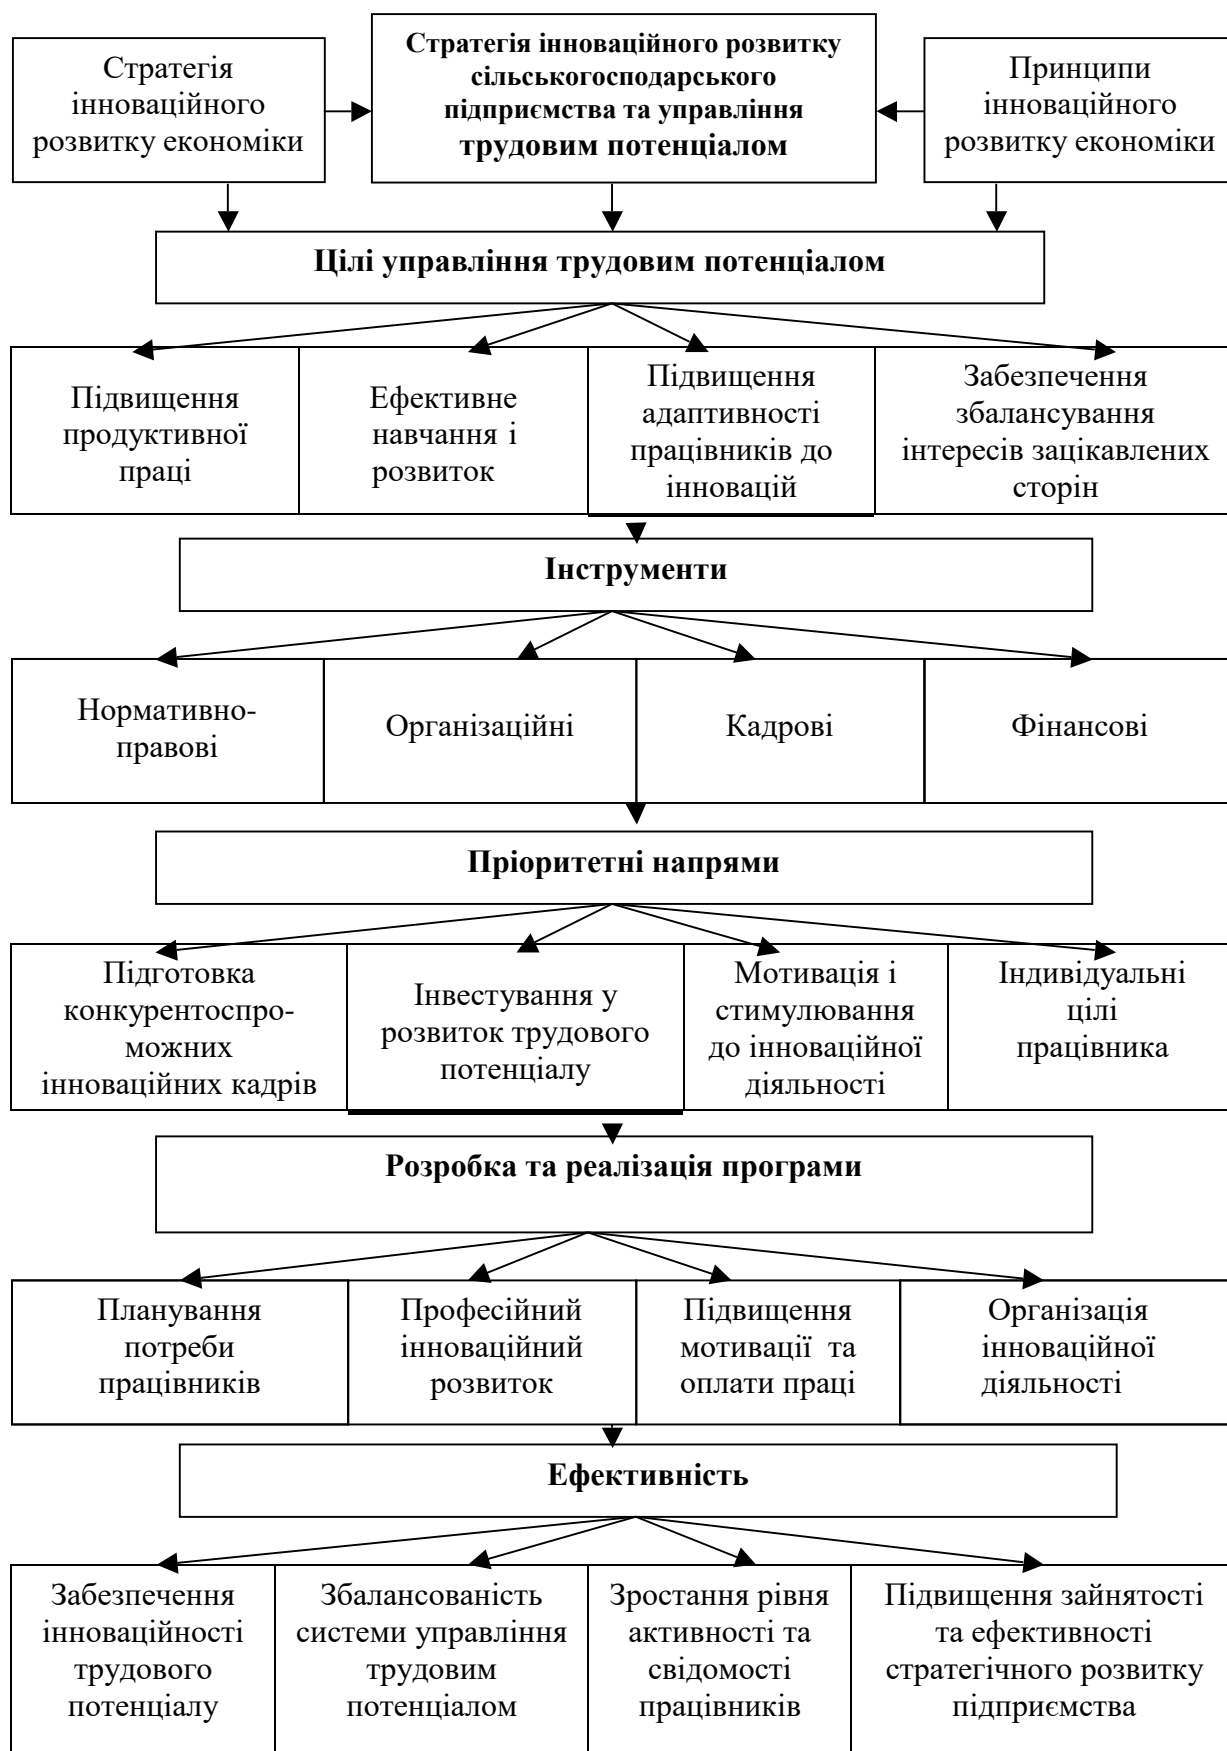 Стратегія
інноваційного
розвитку економіки
Стратегія інноваційного розвитку
сільськогосподарського
підприємства та управління
трудовим потенціалом
Принципи
інноваційного
розвитку економіки
Цілі управління трудовим потенціалом
Підвищення
продуктивної
праці
Ефективне
навчання і
розвиток
Підвищення
адаптивності
працівників до
інновацій
Забезпечення
збалансування
інтересів зацікавлених
сторін
Інструменти
Нормативно-
правові
Організаційні
Кадрові
Фінансові
Пріоритетні напрями
Підготовка
конкурентоспро-
можних
інноваційних кадрів
Інвестування у
розвиток трудового
потенціалу
Мотивація і
стимулювання
до інноваційної
діяльності
Індивідуальні
цілі
працівника
Розробка та реалізація програми
Планування
потреби
працівників
Професійний
інноваційний
розвиток
Підвищення
мотивації та
оплати праці
Організація
інноваційної
діяльності
Ефективність
Забезпечення
інноваційності
трудового
потенціалу
Збалансованість
системи управління
трудовим
потенціалом
Зростання рівня
активності та
свідомості
працівників
Підвищення зайнятості
та ефективності
стратегічного розвитку
підприємства